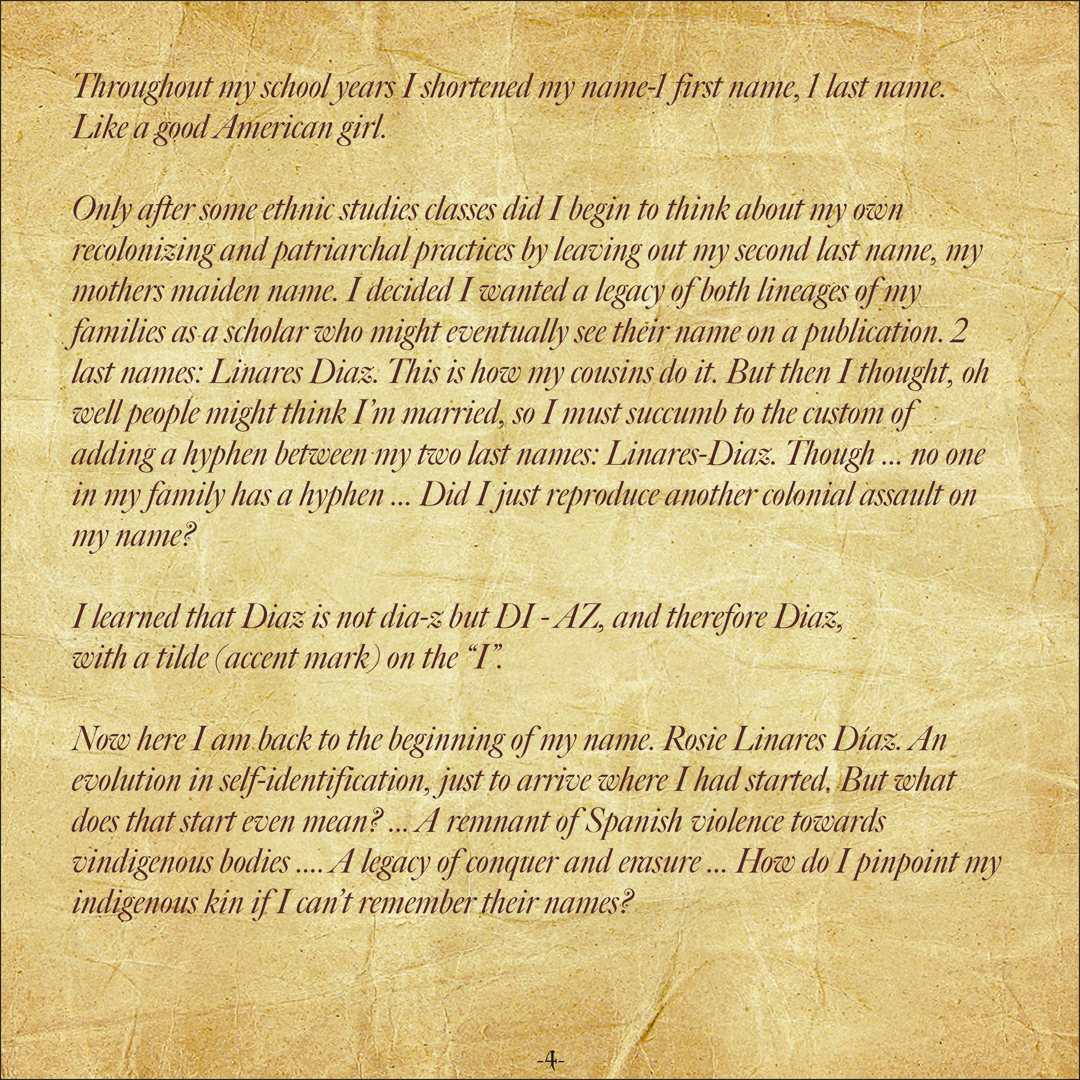 Throughout my school years I shortened my name-1 first name, 1 last name.
Like a good American girl.
Only after some ethnic studies classes did I begin to think about my own
recolonizing and patriarchal practices by leaving out my second last name, my
mothers maiden name. I decided I wanted a legacy of both lineages of my
families as a scholar who might eventually see their name on a publication. 2
last names: Linares Diaz. This is how my cousins do it. But then I thought, oh
well people might think I'm married, so I must succumb to the custom of
adding a hyphen between my two last names: Linares-Diaz. Though ... no one
in my family has a hyphen ... Did I just reproduce another colonial assault on
my name?
I learned that Diaz is not dia-z but DI - AZ, and therefore Diaz,
with a tilde (accent mark) on the “I”.
Now here I am back to the beginning of my name. Rosie Linares Díaz. An
evolution in self-identification, just to arrive where I had started. But what
does that start even mean? ... A remnant of Spanish violence towards
vindigenous bodies .... A legacy of conquer and erasure ... How do I pinpoint my
indigenous kin if I can't remember their names?
-4-